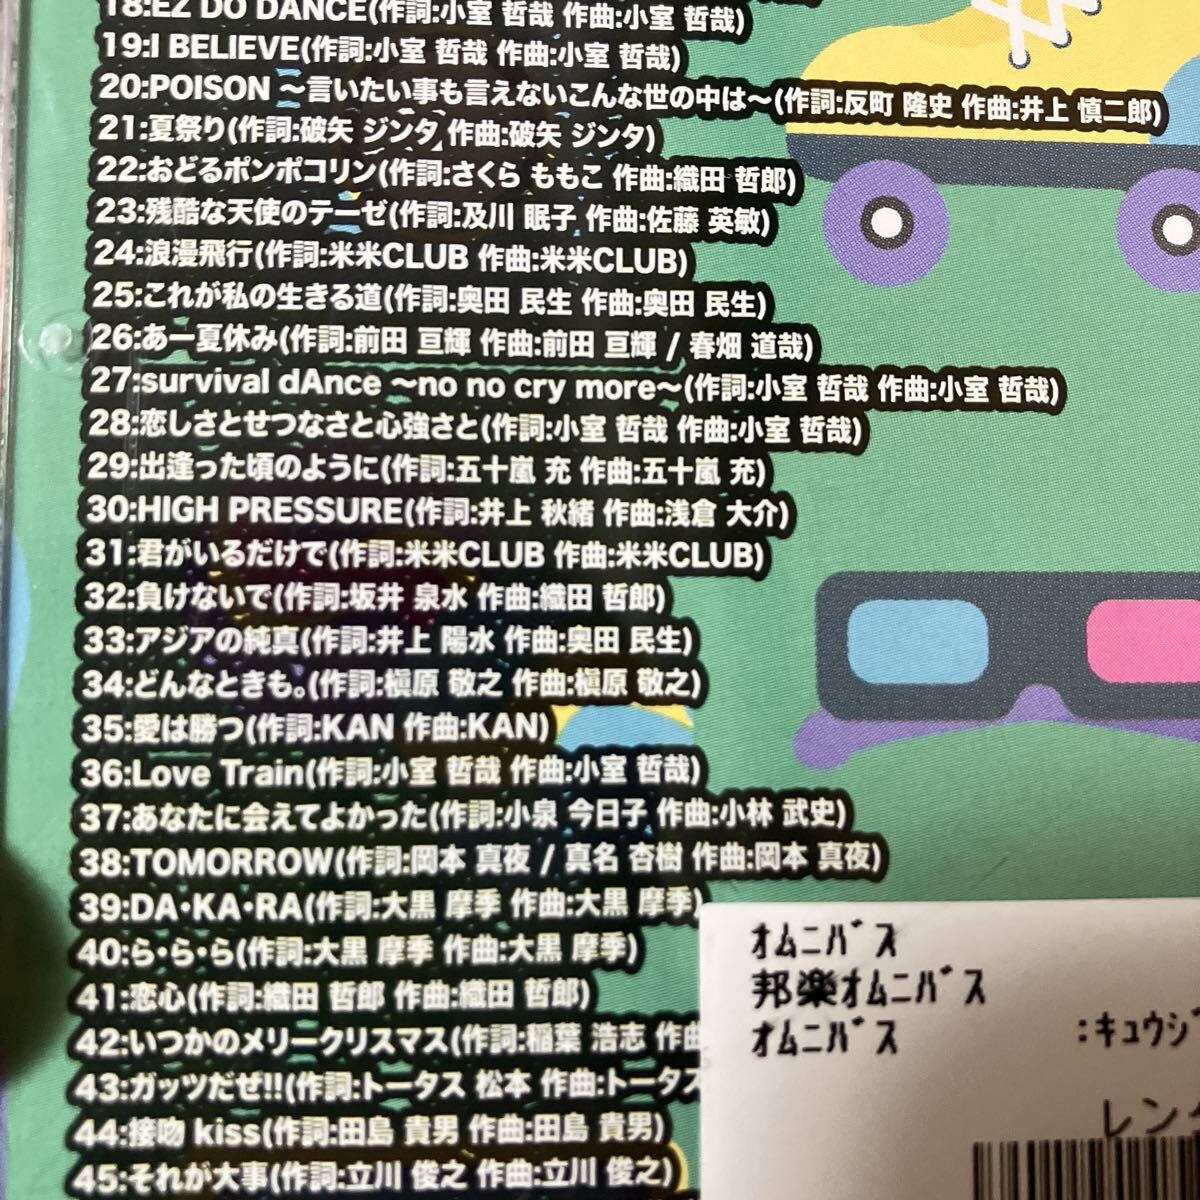 18:EZ DO DANCE(作詞:小室 哲哉 作曲:小室 哲哉)
19:I BELIEVE(作詞:小室 哲哉 作曲:小室 哲哉)
20:POISON 〜言いたい事も言えないこんな世の中は〜(作詞:反町 隆史 作曲:井上 慎二郎)
21:夏祭り(作詞:破矢 ジンタ 作曲:破矢 ジンタ)
22:おどるポンポコリン(作詞:さくら ももこ 作曲:織田 哲郎)
23:残酷な天使のテーゼ(作詞:及川 眠子 作曲:佐藤 英敏)
24:浪漫飛行(作詞:米米CLUB 作曲:米米CLUB)
25:これが私の生きる道(作詞:奥田 民生 作曲:奥田 民生)
26:あー夏休み(作詞:前田 亘輝 作曲:前田 亘輝 / 春畑 道哉)
27:survival dAnce 〜no no cry more〜(作詞:小室 哲哉 作曲:小室 哲哉)
28:恋しさとせつなさと心強さと(作詞:小室 哲哉 作曲:小室 哲哉)
29:出逢った頃のように(作詞:五十嵐 充 作曲:五十嵐 充)
30:HIGH PRESSURE(作詞:井上 秋緒 作曲:浅倉 大介)
31:君がいるだけで(作詞:米米CLUB 作曲:米米CLUB)
32:負けないで(作詞:坂井 泉水 作曲:織田 哲郎)
33:アジアの純真(作詞:井上 陽水 作曲:奥田 民生)
34:どんなときも。(作詞:槇原 敬之 作曲:槇原 敬之)
35:愛は勝つ(作詞:KAN 作曲:KAN)
36:Love Train(作詞:小室 哲哉 作曲:小室 哲哉)
37:あなたに会えてよかった(作詞:小泉 今日子 作曲:小林 武史)
38:TOMORROW(作詞:岡本 真夜 / 真名 杏樹 作曲:岡本 真夜)
39:DA・KA・RA(作詞:大黒 摩季 作曲:大黒 摩季)
40:ら・ら・ら(作詞:大黒 摩季 作曲:大黒 摩季)
41:恋心(作詞:織田 哲郎 作曲:織田 哲郎)
42:いつかのメリークリスマス(作詞:稲葉 浩志 作曲
43:ガッツだぜ!!(作詞:トータス 松本 作曲:トータス
44:接吻 kiss(作詞:田島 貴男 作曲:田島 貴男)
45:それが大事(作詞:立川 俊之 作曲:立川 俊之)
オムニバス
邦楽オムニバス
オムニバス :キュウジ
レンタ